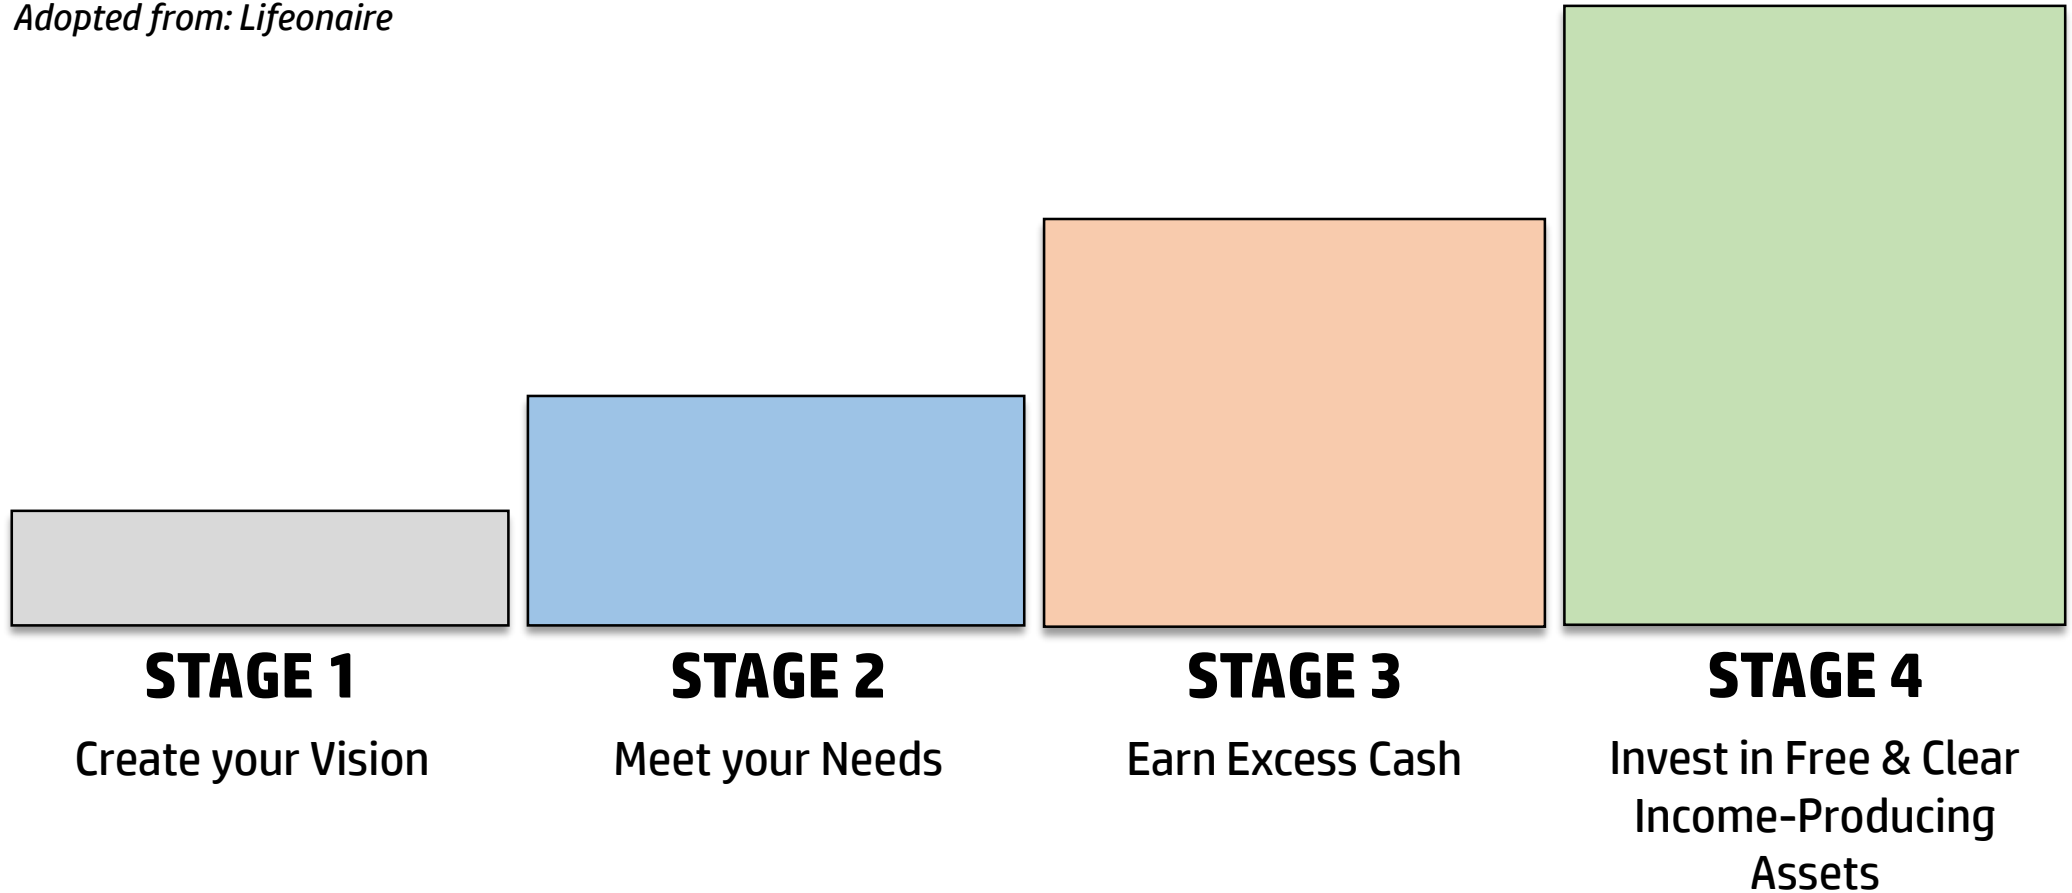 Adopted from: Lifeonaire
STAGE 1
Create your Vision
STAGE 2
Meet your Needs
STAGE 3
Earn Excess Cash
STAGE 4
Invest in Free & Clear
Income-Producing
Assets